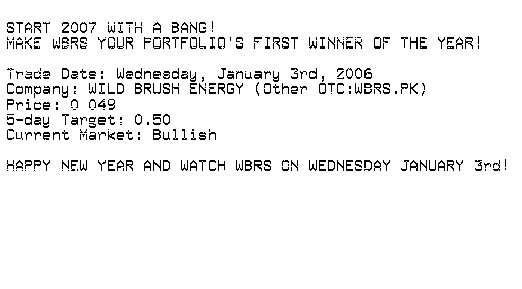 START 2007 WITH A BANG!
MAKE WBRS YOUR PORTFOLIO'S FIRST WINNER OF THE YEAR!
Trade Date: Wednesday, January 3rd, 2006
Company: WILD BRUSH ENERGY (Other OTC:WBRS.PK)
Price: 0 049
5-day Target: 0.50
Current Market: Bullish
HAPPY NEW YEAR AND WATCH WBRS ON WEDNESDAY JANUARY 3rd!